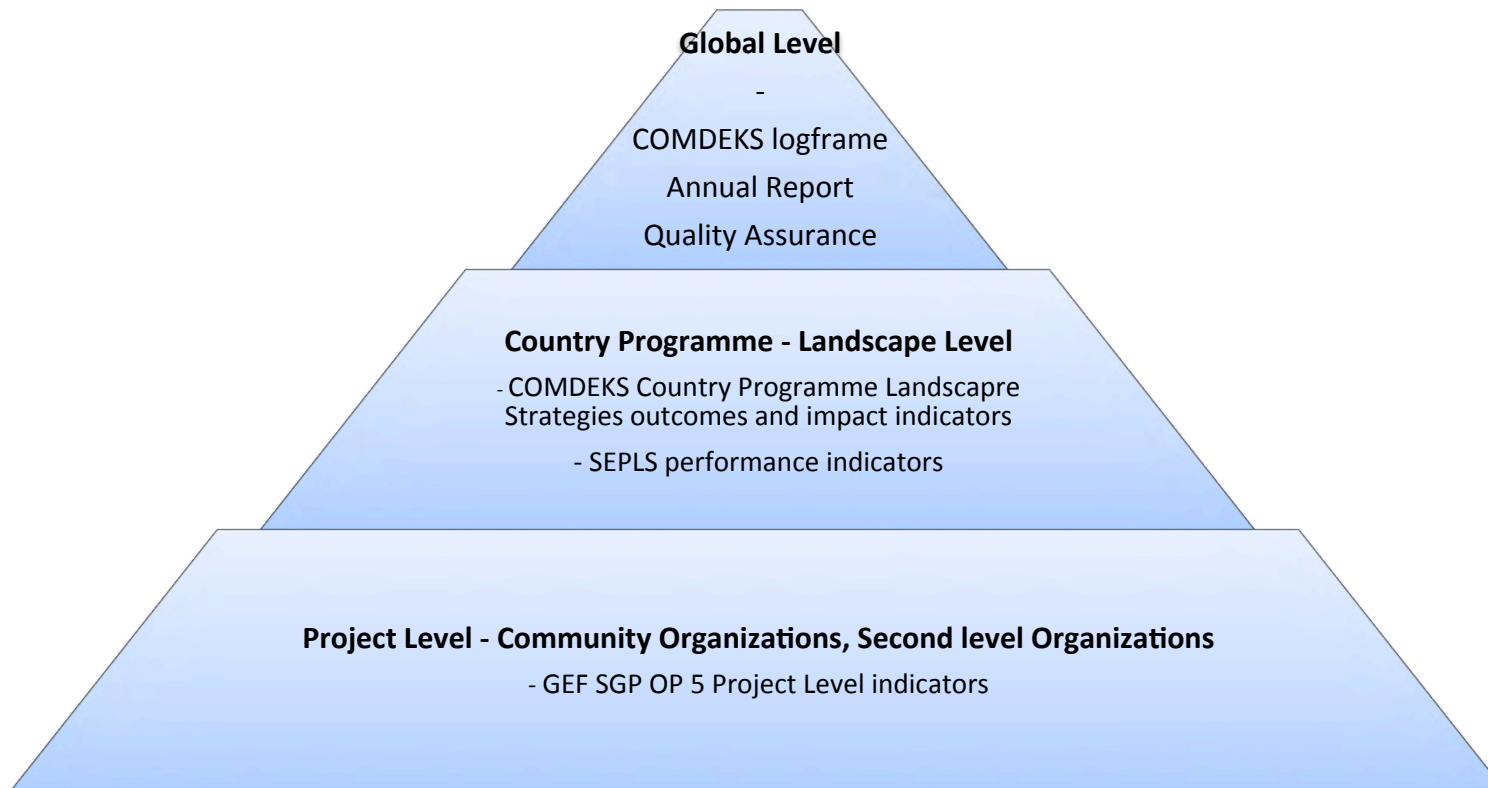 Global Level
-
COMDEKS logframe
Annual Report
Quality Assurance
Country Programme - Landscape Level
- COMDEKS Country Programme Landscapre
Strategies outcomes and impact indicators
- SEPLS performance indicators
Project Level - Community Organizations, Second level Organizations
- GEF SGP OP 5 Project Level indicators